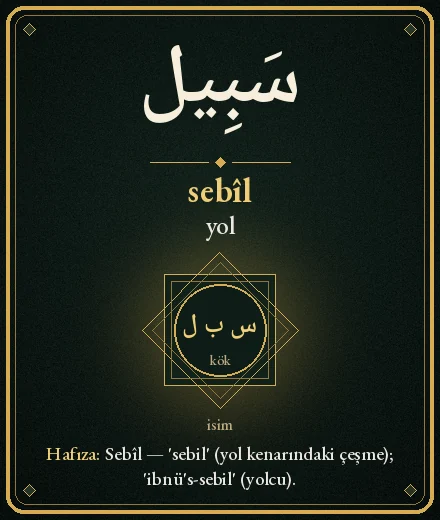 سَبِيل
sebîl
yol
س ب ل
kök
isim
Hafıza: Sebîl — 'sebil' (yol kenarındaki çeşme);
'ibnü's-sebil' (yolcu).